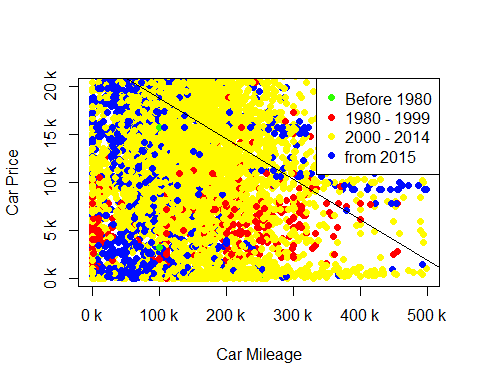 20 k
15 k
10 k
5 k
0 k
Car Price
Before 1980
1980 - 1999
2000 - 2014
from 2015
0 k
100 k
200 k
300 k
400 k
500 k
Car Mileage